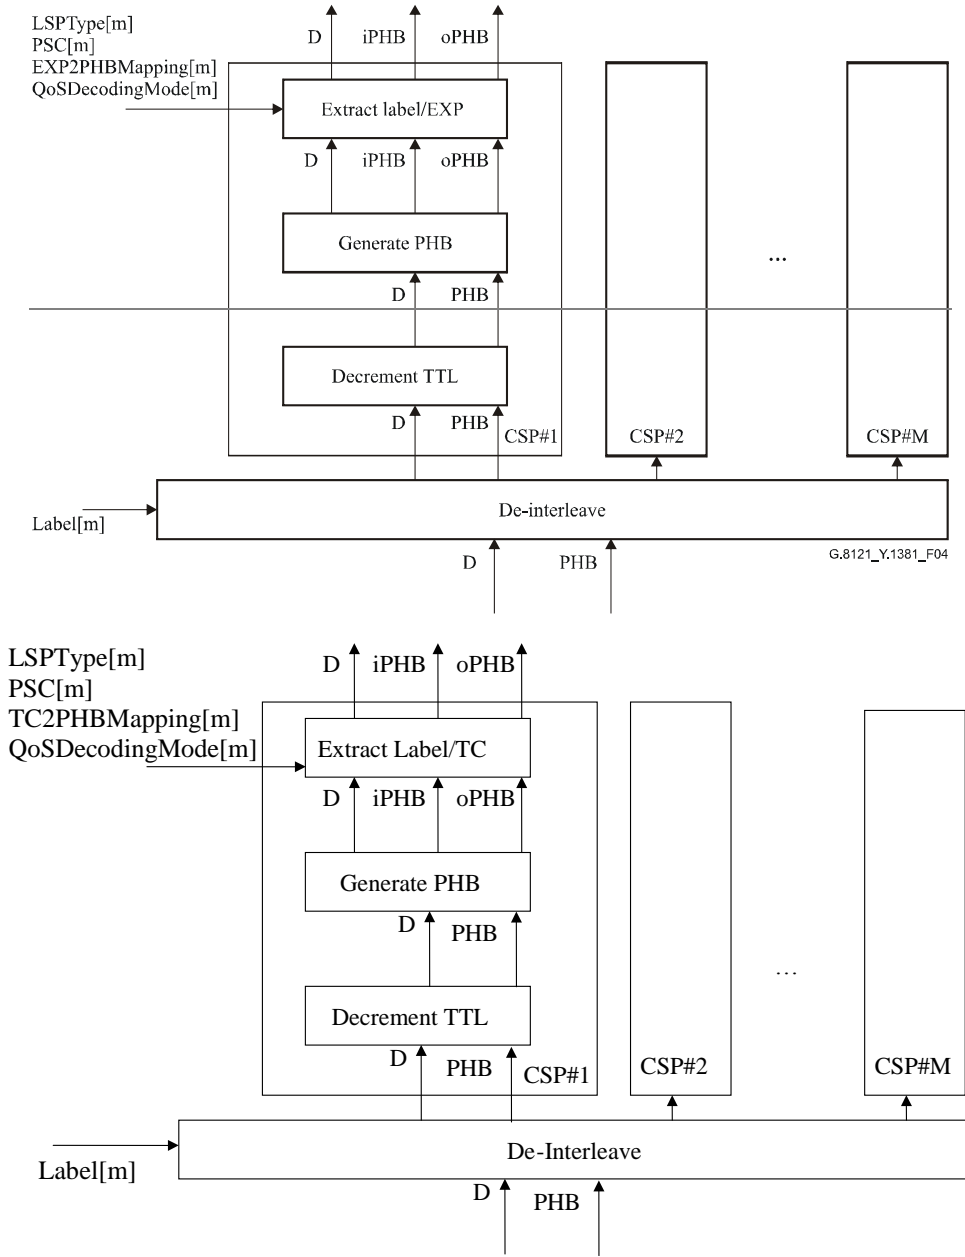 LSPType[m]
PSC[m]
EXP2PHBMapping[m]
QoSDecodingMode[m]
D iPHB oPHB
Extract label/EXP
D iPHB oPHB
Generate PHB
...
D PHB
Decrement TTL
D PHB
CSP#1 CSP#2 CSP#M
De-interleave
Label[m]
D PHB
G.8121_Y.1381_F04
LSPType[m]
PSC[m]
TC2PHBMapping[m]
QoSDecodingMode[m]
D iPHB oPHB
Extract Label/TC
D iPHB oPHB
Generate PHB
D PHB
...
Decrement TTL
D PHB
CSP#1 CSP#2 CSP#M
De-Interleave
Label[m]
D PHB